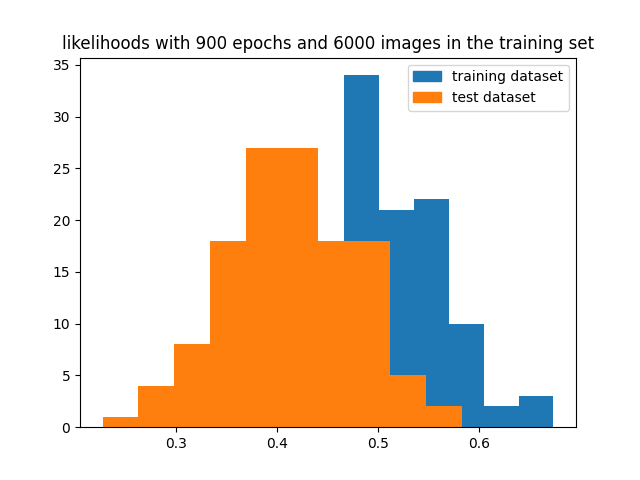 likelihoods with 900 epochs and 6000 images in the training set
35
30
25
20
15
10
5
0
training dataset
test dataset
0.3 0.4 0.5 0.6